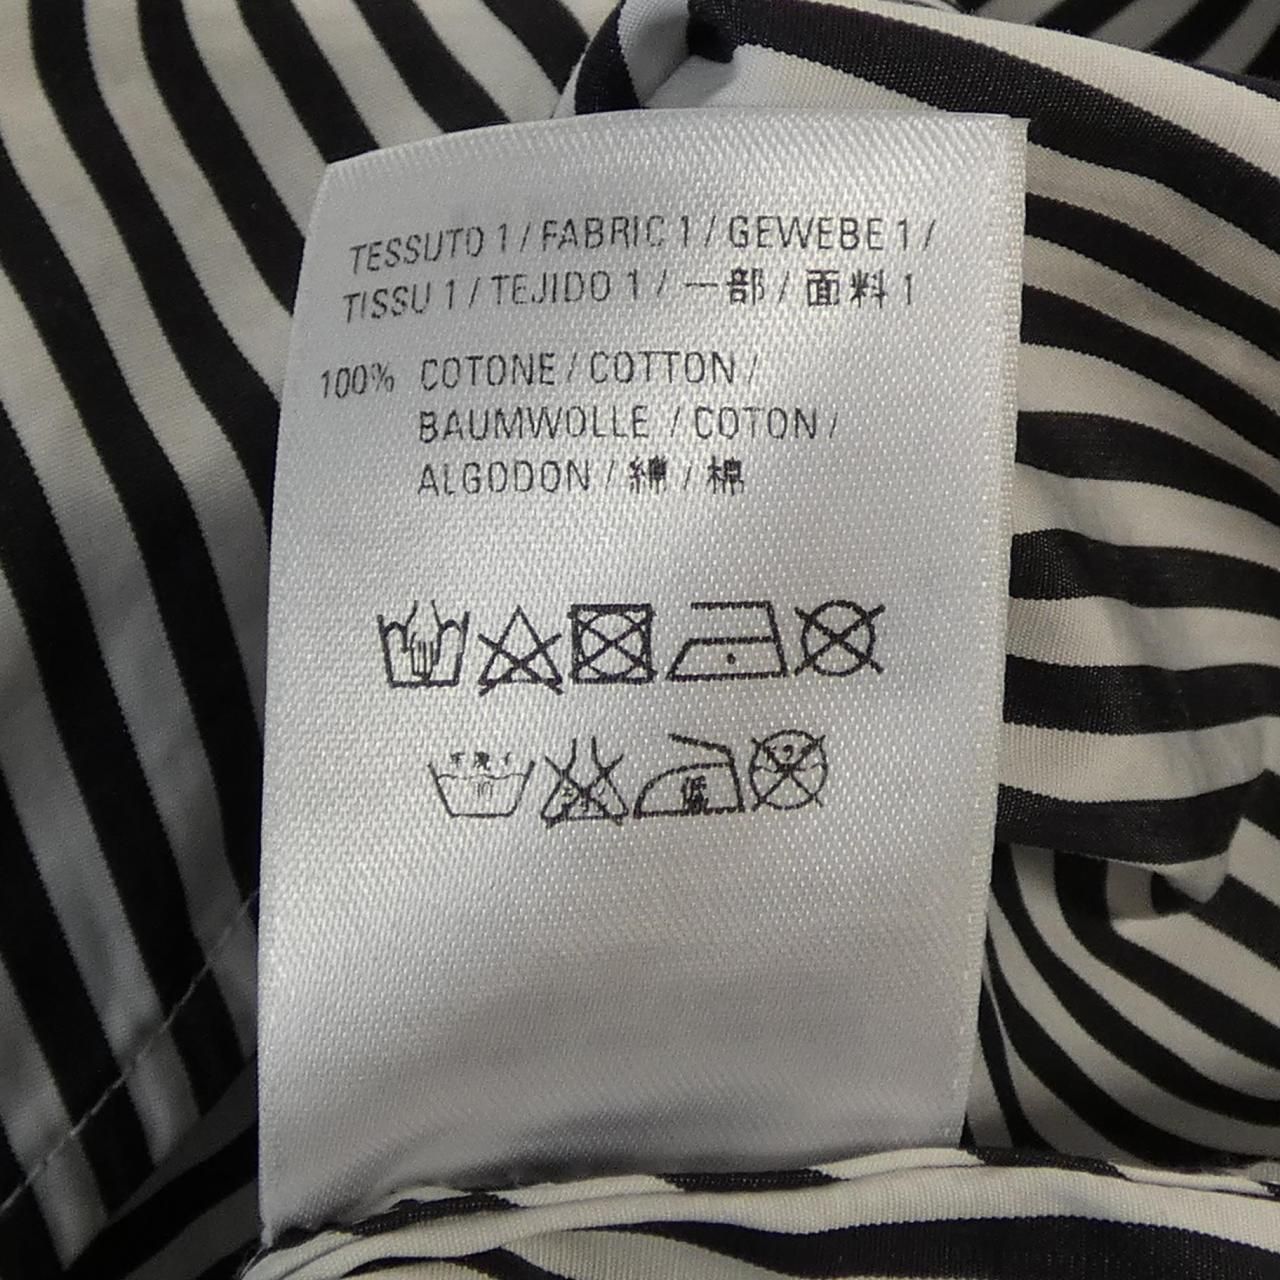 TESSUTO 1 / FABRIC 1 / GEWEBE 1 /
TISSU 1 / TEJIDO 1 / 一部 / 面料 1
100% COTONE / COTTON /
BAUMWOLLE / COTON /
ALGODON / 綿 / 棉
低